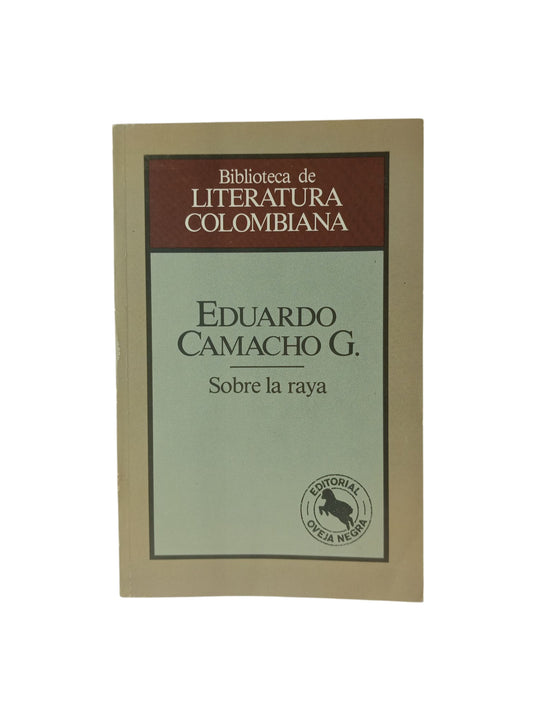 Biblioteca de
LITERATURA
COLOMBIANA
EDUARDO
CAMACHO G.
Sobre la raya
EDITORIAL
OVEJA NEGRA